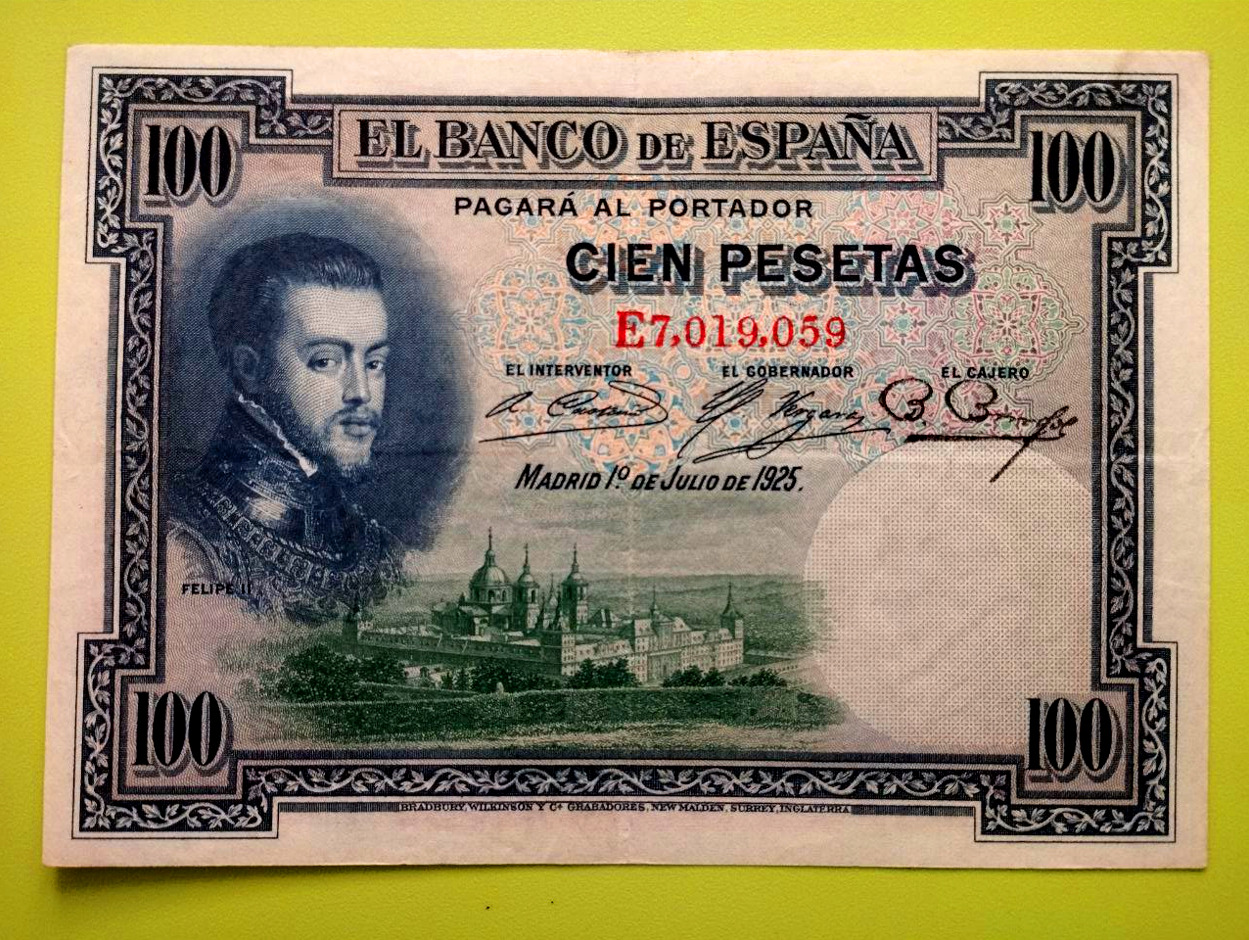 100 EL BANCO DE ESPAÑA 100
PAGARÁ AL PORTADOR
CIEN PESETAS
E7,019,059
EL INTERVENTOR EL GOBERNADOR EL CAJERO
MADRID 1º DE JULIO DE 1925.
FELIPE II
100 100
BRADBURY, WILKINSON Y Cª GRABADORES, NEW MALDEN, SURREY, INGLATERRA